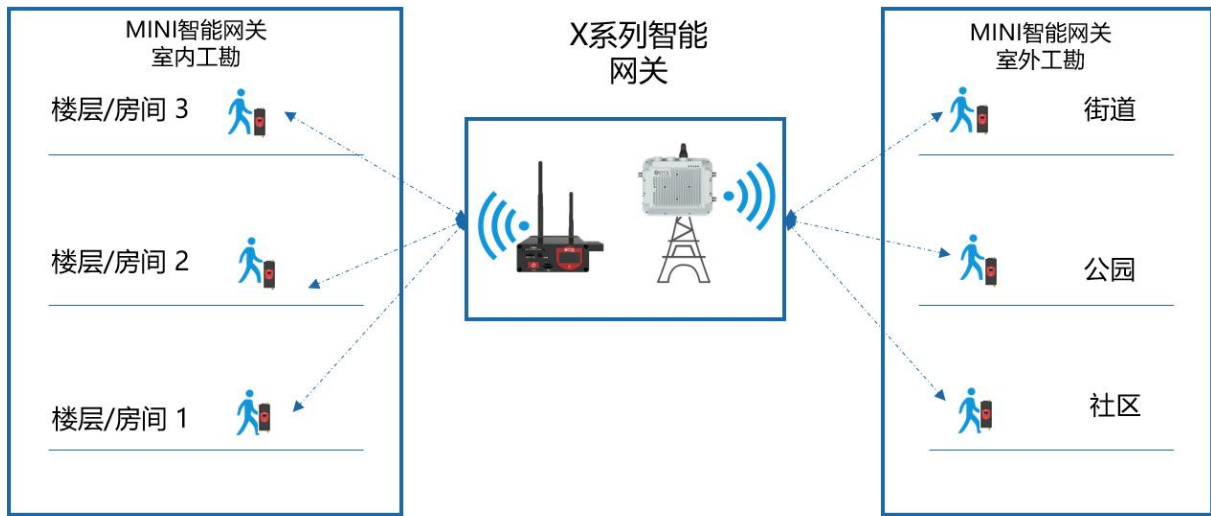 MINI智能网关
室内工勘
楼层/房间 3
楼层/房间 2
楼层/房间 1
X系列智能
网关
MINI智能网关
室外工勘
街道
公园
社区